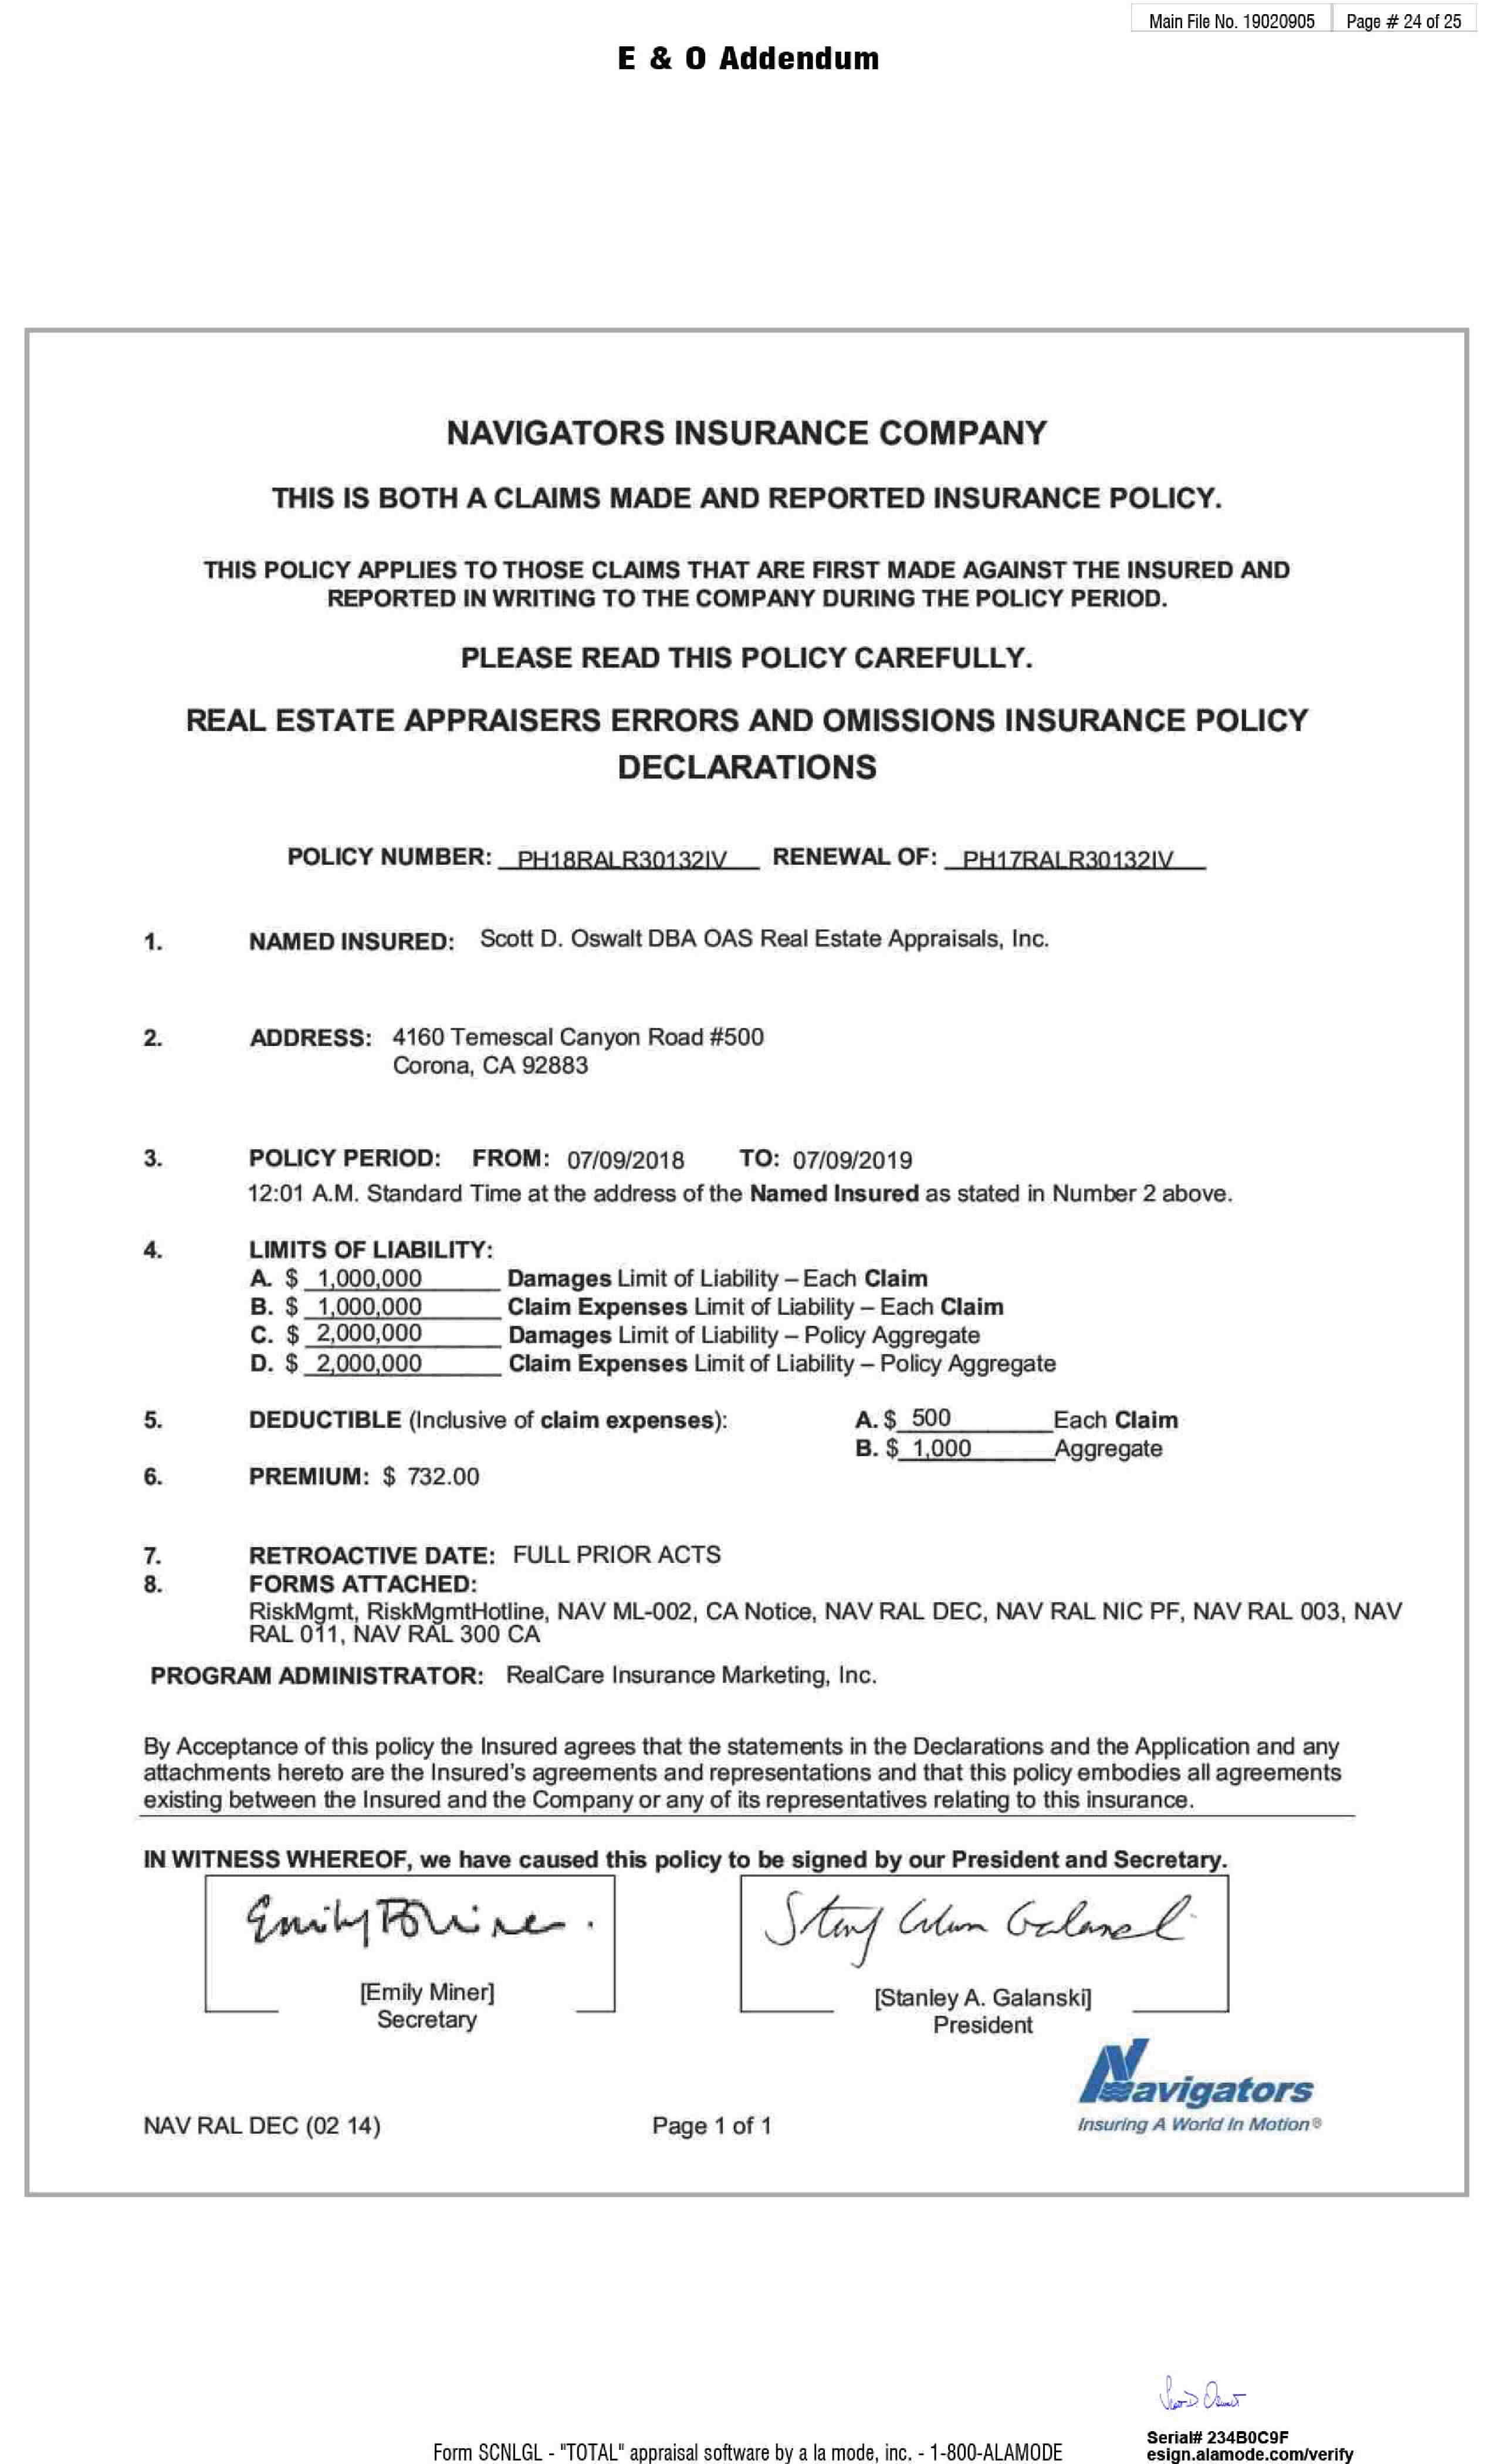 Main File No. 19020905 Page # 24 of 25
E & O Addendum
NAVIGATORS INSURANCE COMPANY
THIS IS BOTH A CLAIMS MADE AND REPORTED INSURANCE POLICY.
THIS POLICY APPLIES TO THOSE CLAIMS THAT ARE FIRST MADE AGAINST THE INSURED AND
REPORTED IN WRITING TO THE COMPANY DURING THE POLICY PERIOD.
PLEASE READ THIS POLICY CAREFULLY.
REAL ESTATE APPRAISERS ERRORS AND OMISSIONS INSURANCE POLICY
DECLARATIONS
POLICY NUMBER: PH18RALR30132IV RENEWAL OF: PH17RALR30132IV
1. NAMED INSURED: Scott D. Oswalt DBA OAS Real Estate Appraisals, Inc.
2. ADDRESS: 4160 Temescal Canyon Road #500
Corona, CA 92883
3. POLICY PERIOD: FROM: 07/09/2018 TO: 07/09/2019
12:01 A.M. Standard Time at the address of the Named Insured as stated in Number 2 above.
4. LIMITS OF LIABILITY:
A. $ 1,000,000 Damages Limit of Liability – Each Claim
B. $ 1,000,000 Claim Expenses Limit of Liability – Each Claim
C. $ 2,000,000 Damages Limit of Liability – Policy Aggregate
D. $ 2,000,000 Claim Expenses Limit of Liability – Policy Aggregate
5. DEDUCTIBLE (Inclusive of claim expenses): A. $ 500 Each Claim
B. $ 1,000 Aggregate
6. PREMIUM: $ 732.00
7. RETROACTIVE DATE: FULL PRIOR ACTS
8. FORMS ATTACHED:
RiskMgmt, RiskMgmtHotline, NAV ML-002, CA Notice, NAV RAL DEC, NAV RAL NIC PF, NAV RAL 003, NAV
RAL 011, NAV RAL 300 CA
PROGRAM ADMINISTRATOR: RealCare Insurance Marketing, Inc.
By Acceptance of this policy the Insured agrees that the statements in the Declarations and the Application and any
attachments hereto are the Insured's agreements and representations and that this policy embodies all agreements
existing between the Insured and the Company or any of its representatives relating to this insurance.
IN WITNESS WHEREOF, we have caused this policy to be signed by our President and Secretary.
[Emily Miner] [Stanley A. Galanski]
Secretary President
Navigators
Insuring A World In Motion®
NAV RAL DEC (02 14) Page 1 of 1
Serial# 234B0C9F
esign.alamode.com/verify
Form SCNLGL - "TOTAL" appraisal software by a la mode, inc. - 1-800-ALAMODE